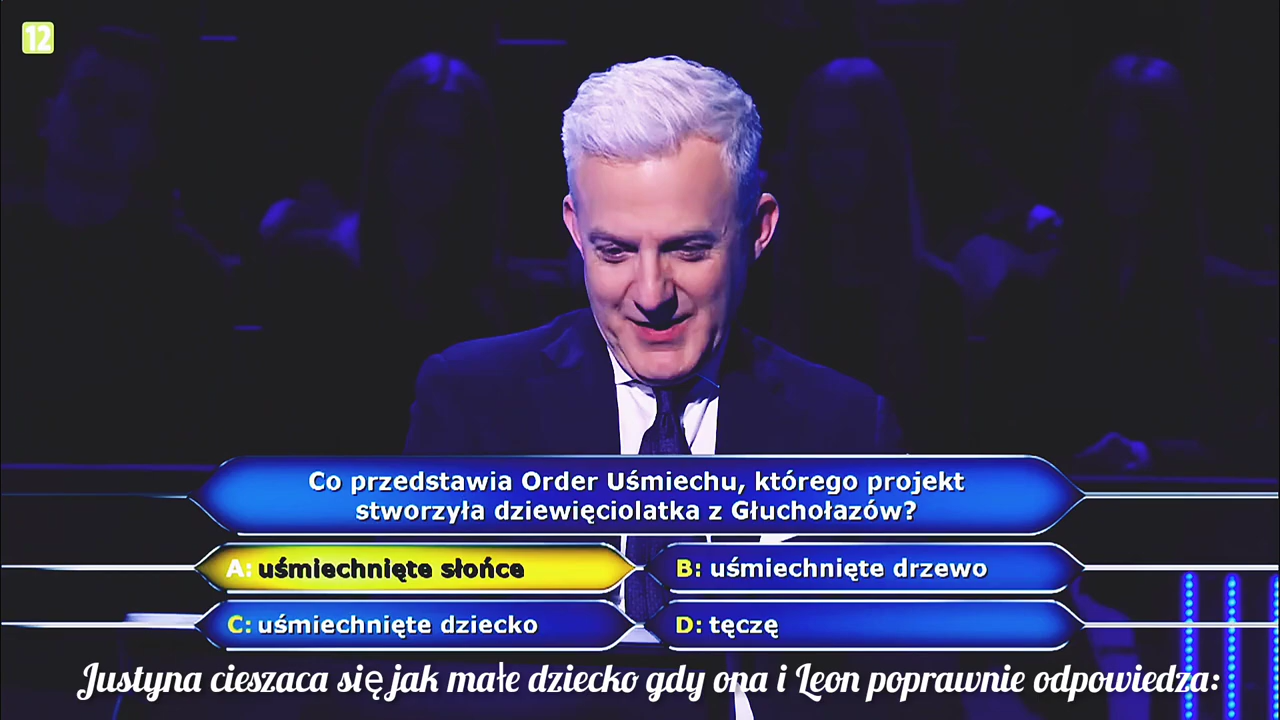 12
Co przedstawia Order Uśmiechu, którego projekt
stworzyła dziewięciolatka z Głuchołazów?
A: uśmiechnięte słońce
B: uśmiechnięte drzewo
C: uśmiechnięte dziecko
D: tęczę
Justyna cieszaca się jak małe dziecko gdy ona i Leon poprawnie odpowiedza: